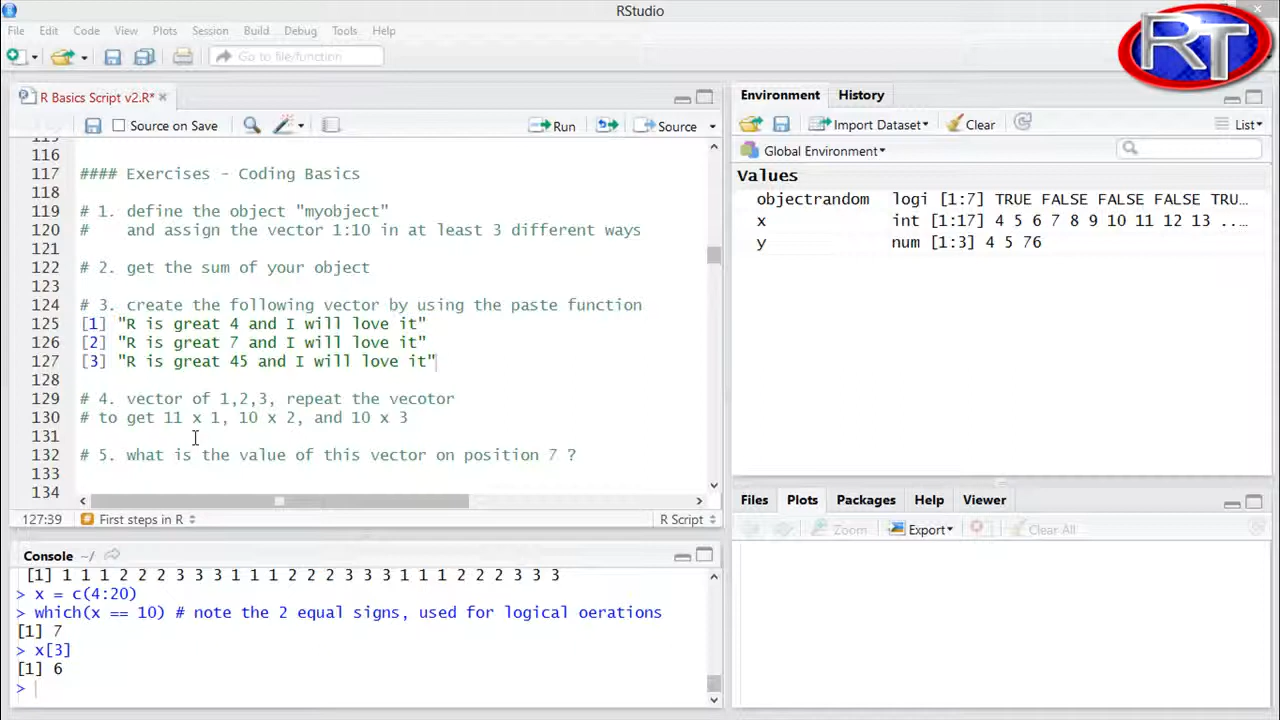 RStudio
RT
File Edit Code View Plots Session Build Debug Tools Help
Go to file/function
R Basics Script v2.R*
Source on Save Run Source
116
117 #### Exercises - Coding Basics
118
119 # 1. define the object "myobject"
120 #    and assign the vector 1:10 in at least 3 different ways
121
122 # 2. get the sum of your object
123
124 # 3. create the following vector by using the paste function
125 [1] "R is great 4 and I will love it"
126 [2] "R is great 7 and I will love it"
127 [3] "R is great 45 and I will love it"
128
129 # 4. vector of 1,2,3, repeat the vecotor
130 # to get 11 x 1, 10 x 2, and 10 x 3
131
132 # 5. what is the value of this vector on position 7 ?
133
134
127:39 First steps in R R Script
Console ~/
[1] 1 1 1 2 2 2 3 3 3 1 1 1 2 2 2 3 3 3 1 1 1 2 2 2 3 3 3
> x = c(4:20)
> which(x == 10) # note the 2 equal signs, used for logical oerations
[1] 7
> x[3]
[1] 6
>
Environment History
Import Dataset Clear List
Global Environment
Values
objectrandom logi [1:7] TRUE FALSE FALSE FALSE TRU…
x int [1:17] 4 5 6 7 8 9 10 11 12 13 ...
y num [1:3] 4 5 76
Files Plots Packages Help Viewer
Zoom Export Clear All